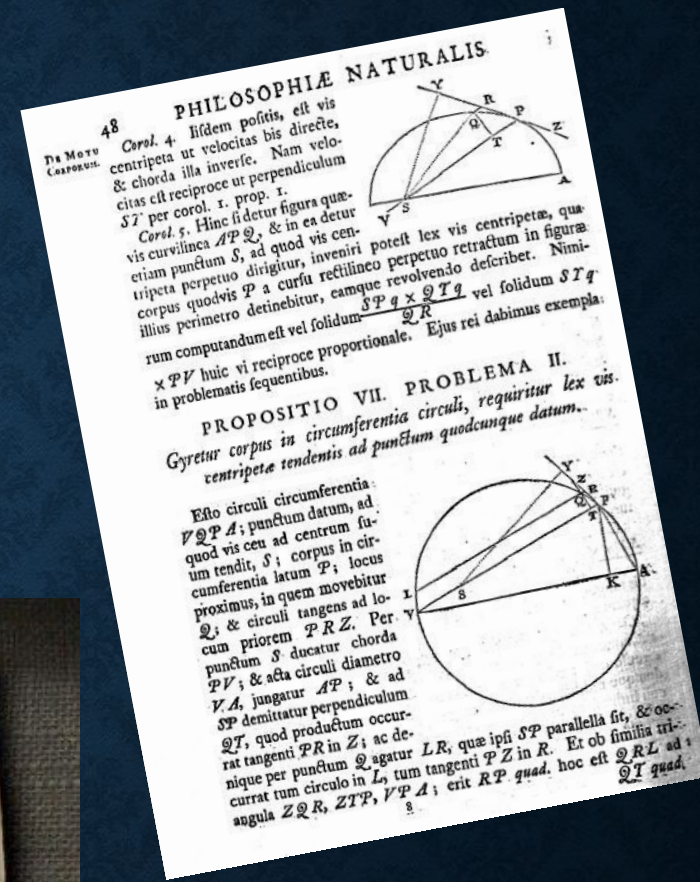 48
PHILOSOPHIÆ NATURALIS
De Motu
Corporum.
Corol. 4. Iiſdem poſitis, eſt vis
centripeta ut velocitas bis directe,
& chorda illa inverſe. Nam velo-
citas eſt reciproce ut perpendiculum
SY per corol. 1. prop. 1.
Corol. 5. Hinc ſi detur figura quæ-
vis curvilinea APQ, & in ea detur
etiam punctum S, ad quod vis cen-
tripeta perpetuo dirigitur, inveniri poteſt lex vis centripetæ, qua
corpus quodvis P a curſu rectilineo perpetuo retractum in figuræ
illius perimetro detinebitur, eamque revolvendo deſcribet. Nimi-
rum computandum eſt vel ſolidum SPq × QTq / QR vel ſolidum STq
× PV huic vi reciproce proportionale. Ejus rei dabimus exempla
in problematis ſequentibus.
Y R P Z
Q T
A
V S
PROPOSITIO VII. PROBLEMA II.
Gyretur corpus in circumferentia circuli, requiritur lex vis
centripetæ tendentis ad punctum quodcunque datum.
Eſto circuli circumferentia
VQPA; punctum datum, ad
quod vis ceu ad centrum ſu-
um tendit, S; corpus in cir-
cumferentia latum P; locus
proximus, in quem movebitur
Q; & circuli tangens ad lo-
cum priorem PRZ. Per
punctum S ducatur chorda
PV; & acta circuli diametro
VA, jungatur AP; & ad
SP demittatur perpendiculum
QT, quod productum occur-
rat tangenti PR in Z; ac de-
nique per punctum Q agatur LR, quæ ipſi SP parallela ſit, & oc-
currat tum circulo in L, tum tangenti PZ in R. Et ob ſimilia tri-
angula ZQR, ZTP, VPA; erit RP quad. hoc eſt QRL ad
QT quad.
Y
Z
R
Q P
T
L S
V K A
8